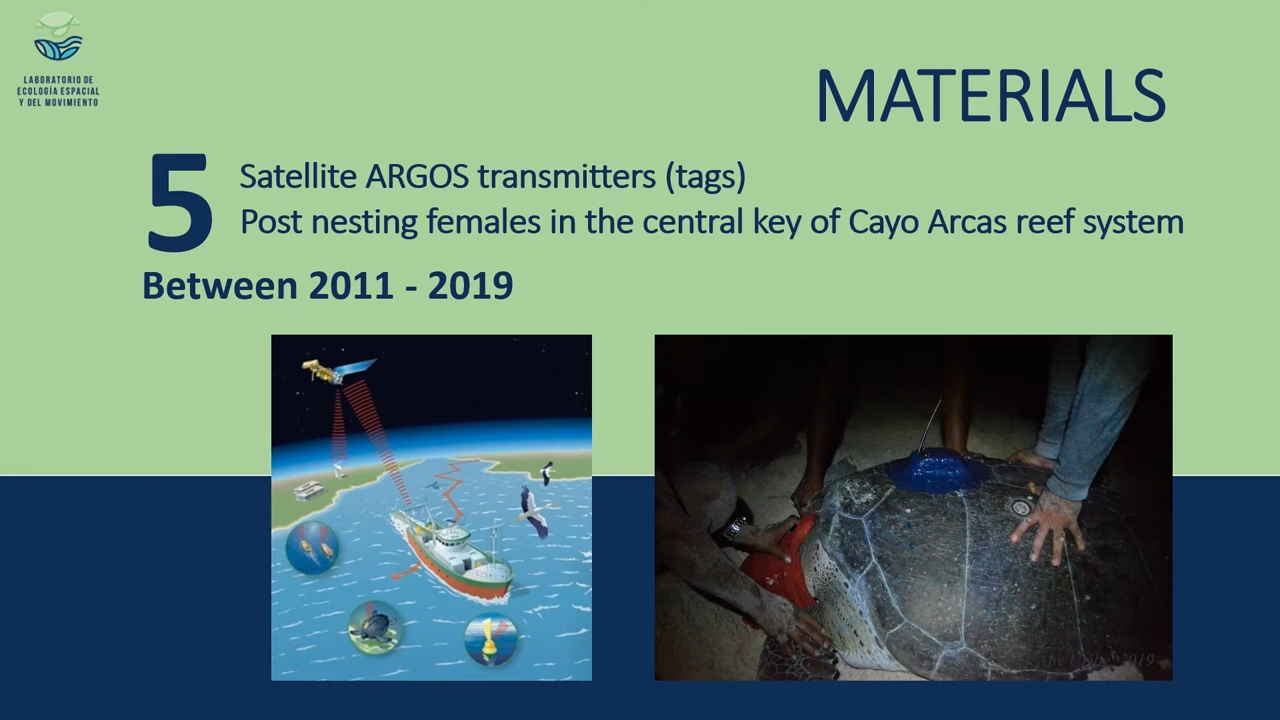 LABORATORIO DE
ECOLOGÍA ESPACIAL
Y DEL MOVIMIENTO
MATERIALS
5
Satellite ARGOS transmitters (tags)
Post nesting females in the central key of Cayo Arcas reef system
Between 2011 - 2019
2019